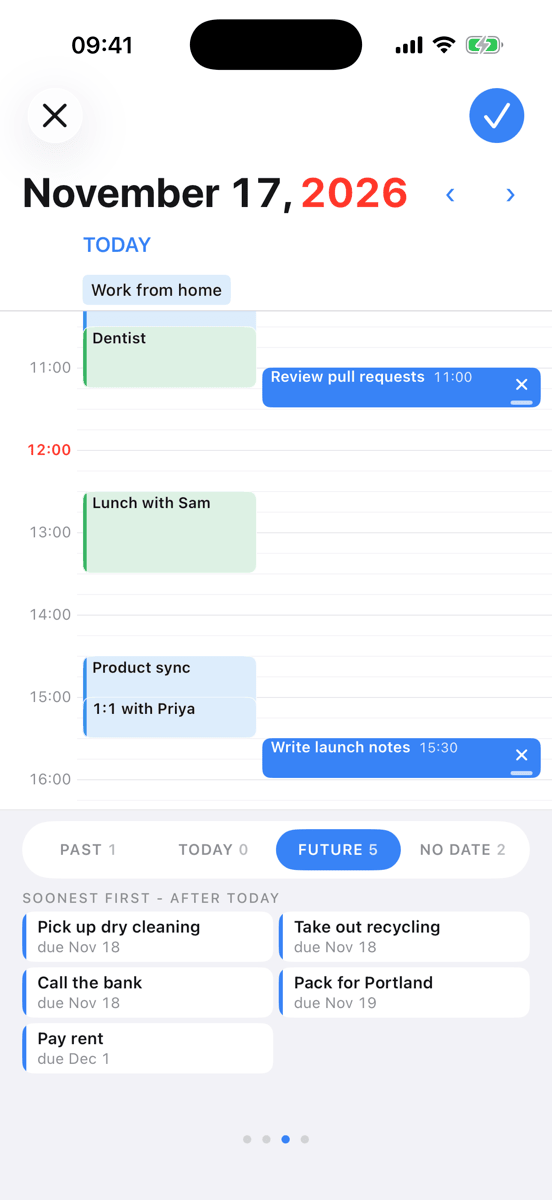 09:41
November 17, 2026
TODAY
Work from home
Dentist
11:00
Review pull requests 11:00
12:00
Lunch with Sam
13:00
14:00
Product sync
15:00
1:1 with Priya
Write launch notes 15:30
16:00
PAST 1
TODAY 0
FUTURE 5
NO DATE 2
SOONEST FIRST - AFTER TODAY
Pick up dry cleaning
due Nov 18
Take out recycling
due Nov 18
Call the bank
due Nov 18
Pack for Portland
due Nov 19
Pay rent
due Dec 1